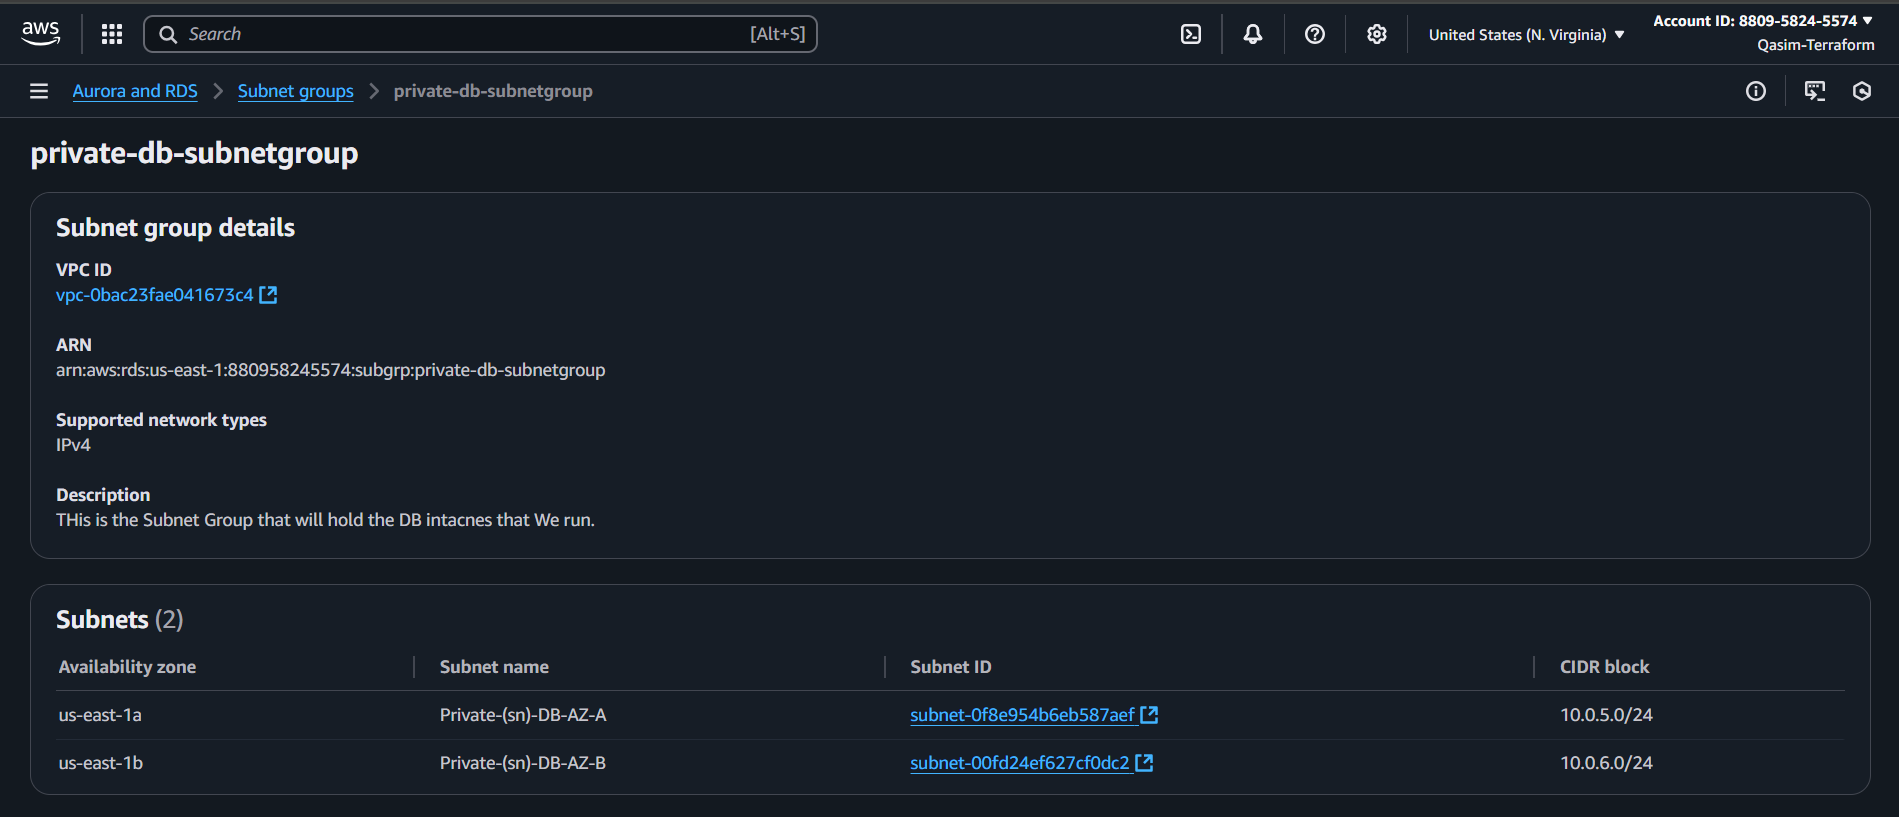 aws
Search
[Alt+S]
United States (N. Virginia)
Account ID: 8809-5824-5574
Qasim-Terraform
Aurora and RDS
Subnet groups
private-db-subnetgroup
private-db-subnetgroup
Subnet group details
VPC ID
vpc-0bac23fae041673c4
ARN
arn:aws:rds:us-east-1:880958245574:subgrp:private-db-subnetgroup
Supported network types
IPv4
Description
THis is the Subnet Group that will hold the DB intacnes that We run.
Subnets (2)
Availability zone Subnet name Subnet ID CIDR block
us-east-1a Private-(sn)-DB-AZ-A subnet-0f8e954b6eb587aef 10.0.5.0/24
us-east-1b Private-(sn)-DB-AZ-B subnet-00fd24ef627cf0dc2 10.0.6.0/24